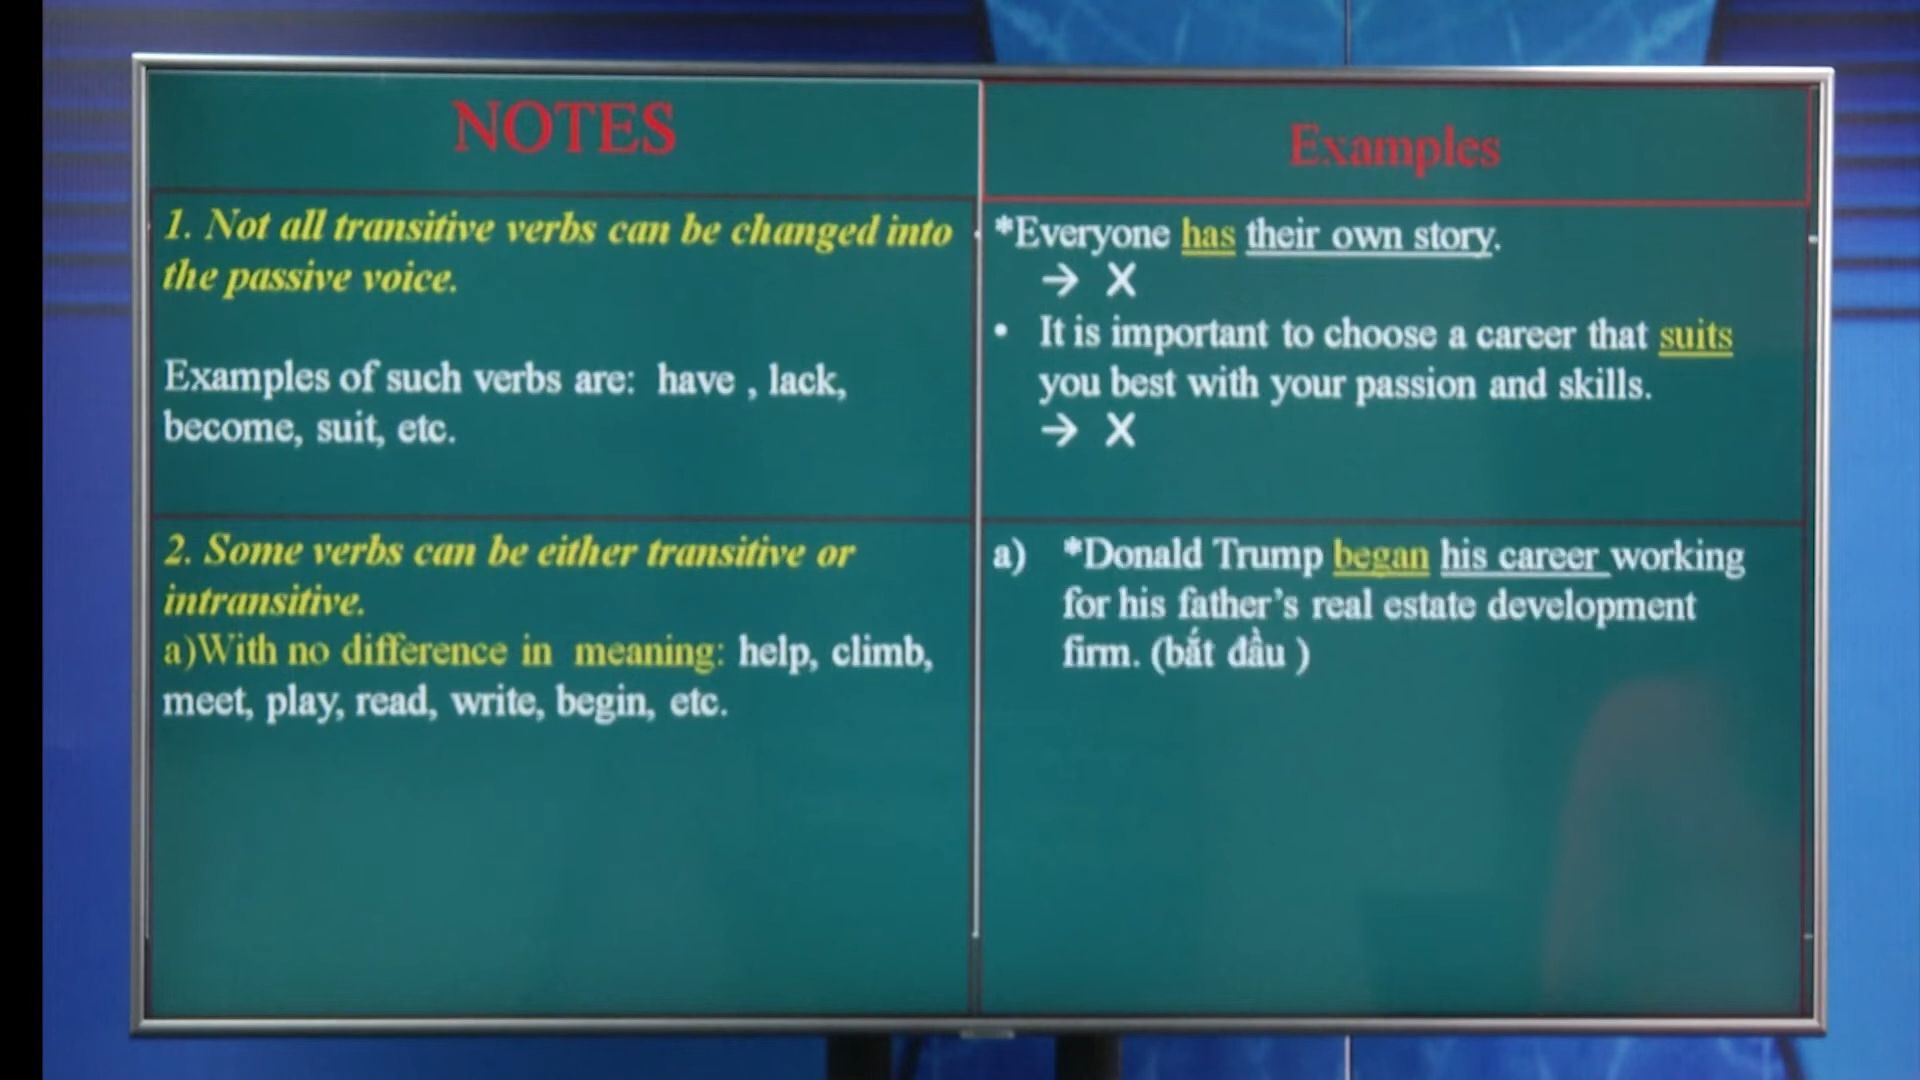 NOTES
1. Not all transitive verbs can be changed into
the passive voice.
Examples of such verbs are: have , lack,
become, suit, etc.
2. Some verbs can be either transitive or
intransitive.
a)With no difference in meaning: help, climb,
meet, play, read, write, begin, etc.
Examples
*Everyone has their own story.
→ X
• It is important to choose a career that suits
you best with your passion and skills.
→ X
a) *Donald Trump began his career working
for his father's real estate development
firm. (bắt đầu )